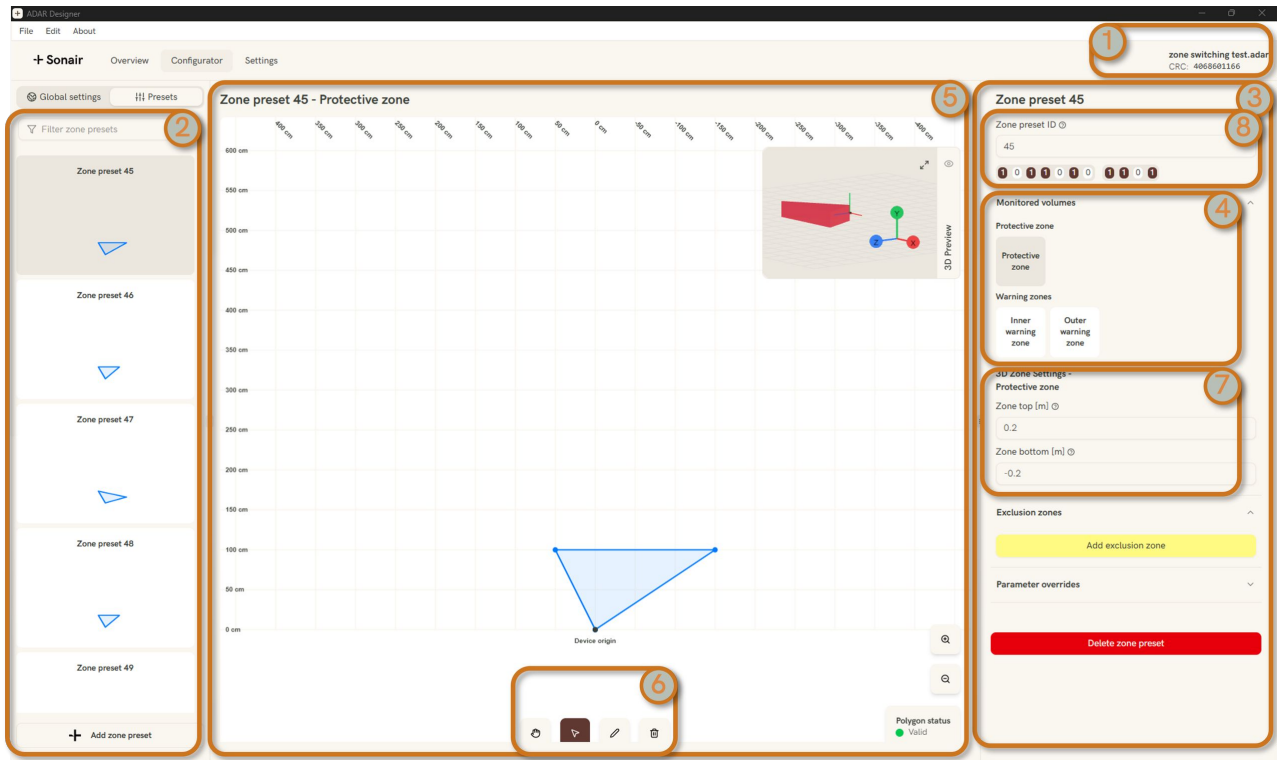 ADAR Designer
File Edit About
1
Sonair Overview Configurator Settings
zone switching test.adar
CRC: 4068601166
Global settings Presets
2
Filter zone presets
Zone preset 45
Zone preset 46
Zone preset 47
Zone preset 48
Zone preset 49
Add zone preset
Zone preset 45 - Protective zone
5
400 cm 350 cm 300 cm 250 cm 200 cm 150 cm 100 cm 50 cm 0 cm -50 cm -100 cm -150 cm -200 cm -250 cm -300 cm -350 cm -400 cm
600 cm
550 cm
500 cm
450 cm
400 cm
350 cm
300 cm
250 cm
200 cm
150 cm
100 cm
50 cm
0 cm
Y
Z
X
3D Preview
Device origin
6
Polygon status
Valid
Zone preset 45
3
Zone preset ID
8
45
1 0 1 1 0 1 0 1 1 0 1
Monitored volumes
4
Protective zone
Protective
zone
Warning zones
Inner
warning
zone
Outer
warning
zone
3D Zone Settings -
Protective zone
7
Zone top [m]
0.2
Zone bottom [m]
-0.2
Exclusion zones
Add exclusion zone
Parameter overrides
Delete zone preset